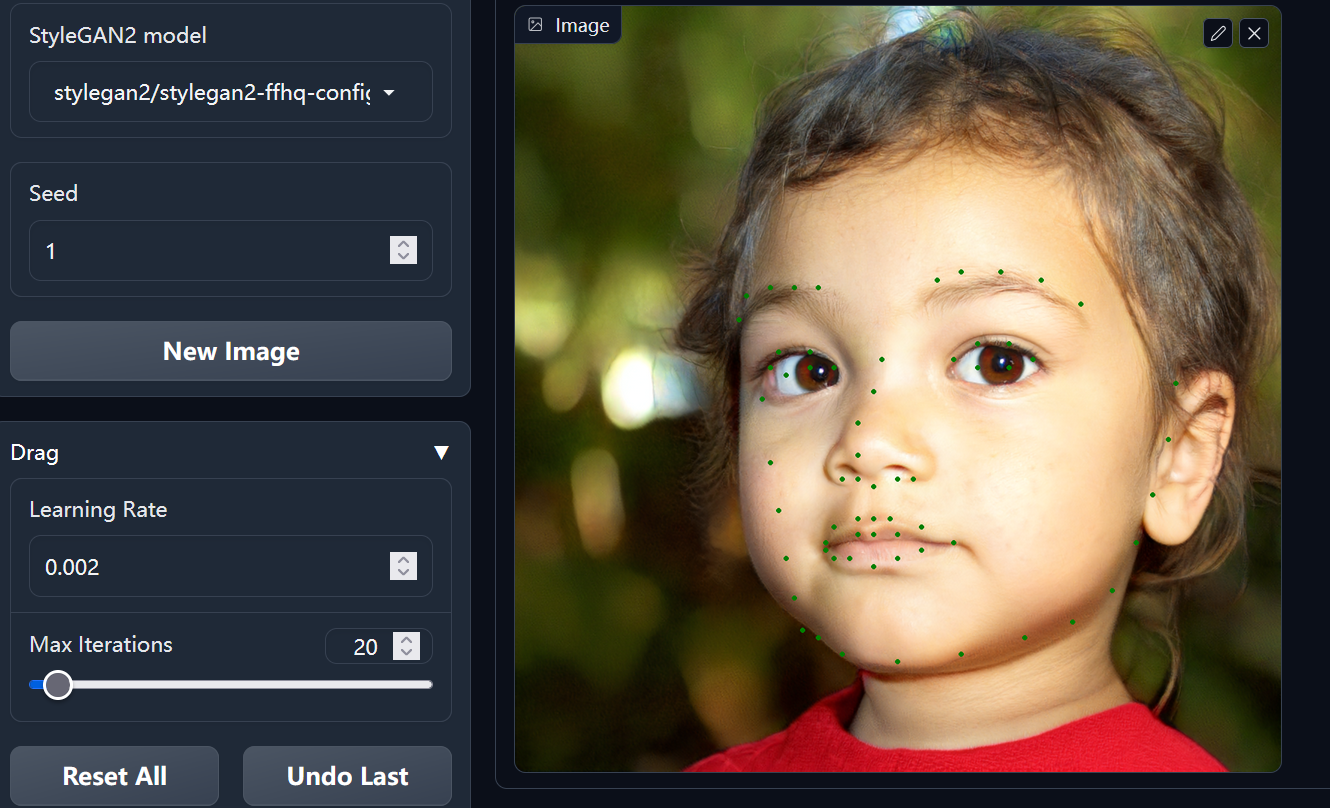 StyleGAN2 model
stylegan2/stylegan2-ffhq-config
Seed
1
New Image
Drag
Learning Rate
0.002
Max Iterations
20
Reset All
Undo Last
Image